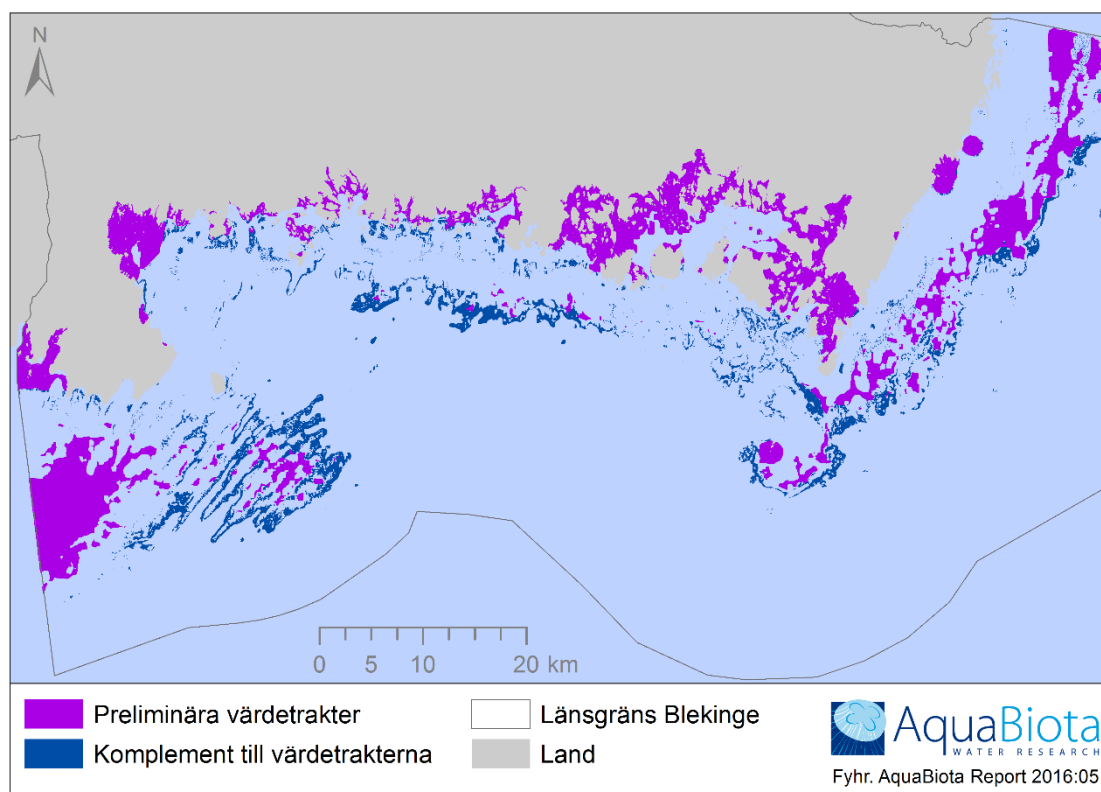 N
0 5 10 20 km
Preliminära värdetrakter
Komplement till värdetrakterna
Länsgräns Blekinge
Land
AquaBiota
WATER RESEARCH
Fyhr. AquaBiota Report 2016:05